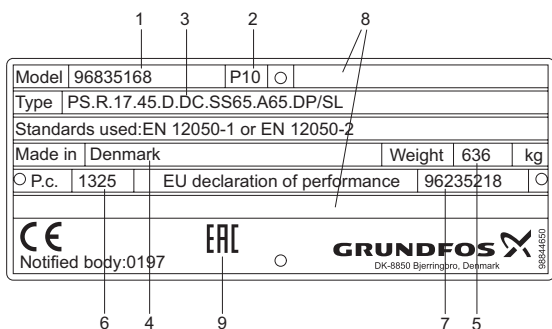 1 3 2 8
Model 96835168 P10
Type PS.R.17.45.D.DC.SS65.A65.DP/SL
Standards used:EN 12050-1 or EN 12050-2
Made in Denmark Weight 636 kg
P.c. 1325 EU declaration of performance 96235218
CE EAC GRUNDFOS
Notified body:0197 DK-8850 Bjerringbro, Denmark
98844650
6 4 9 7 5